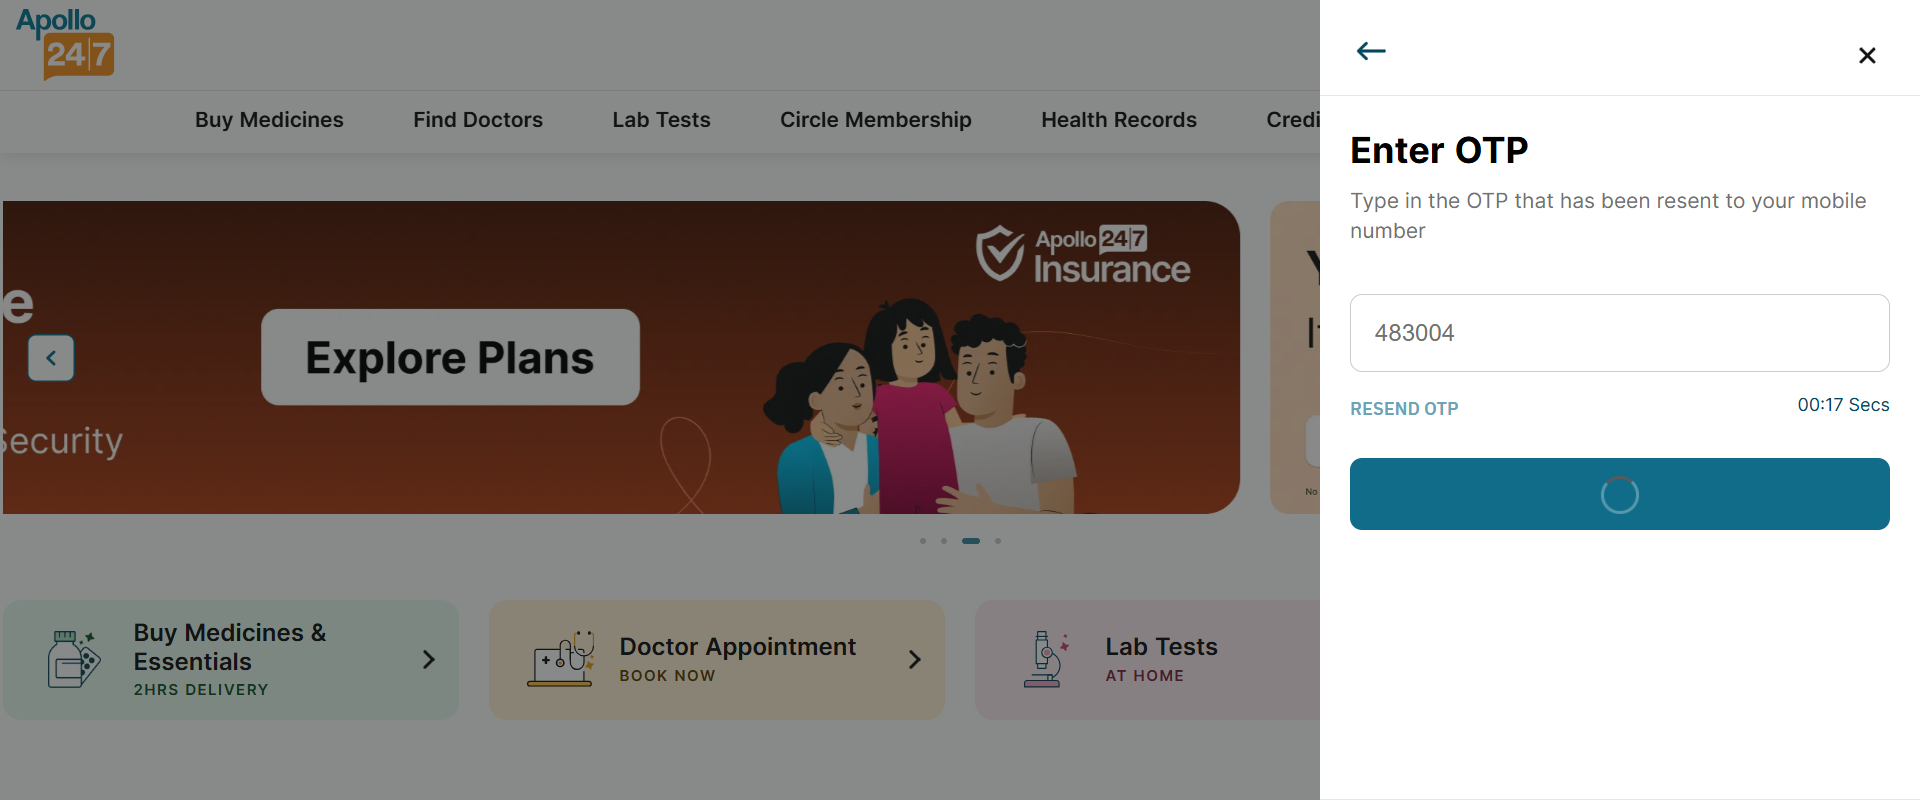 Apollo
24|7
Buy Medicines
Find Doctors
Lab Tests
Circle Membership
Health Records
Credi
e
Security
Explore Plans
Apollo 24|7
Insurance
No
Buy Medicines &
Essentials
2HRS DELIVERY
Doctor Appointment
BOOK NOW
Lab Tests
AT HOME
Enter OTP
Type in the OTP that has been resent to your mobile
number
483004
RESEND OTP
00:17 Secs